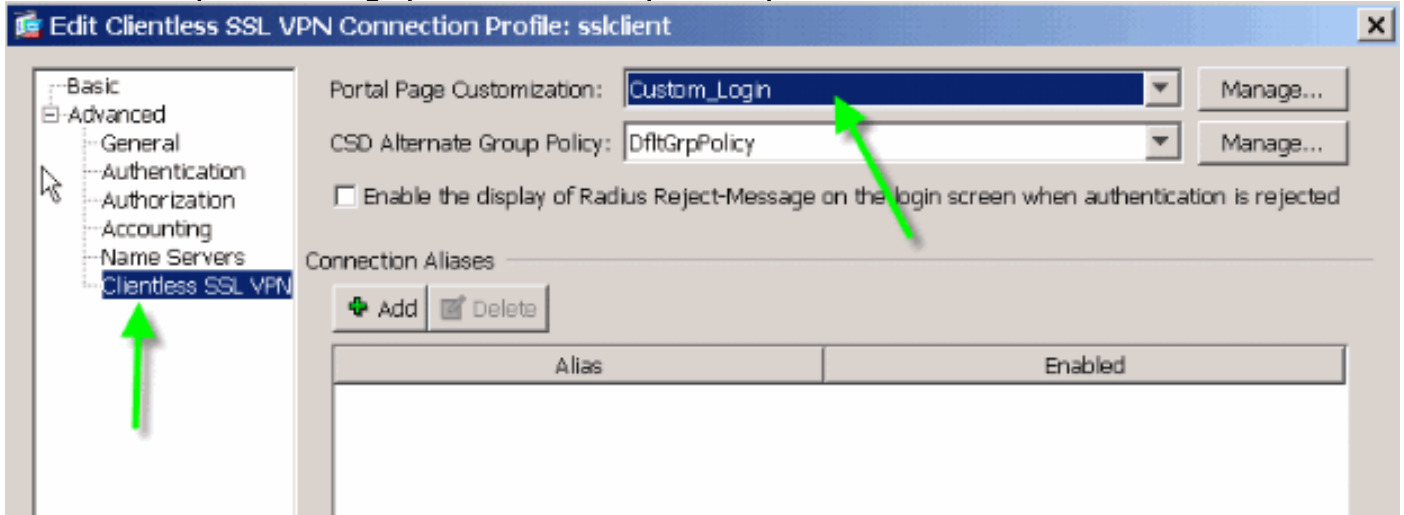 Edit Clientless SSL VPN Connection Profile: sslclient
Basic
Advanced
General
Authentication
Authorization
Accounting
Name Servers
Clientless SSL VPN
Portal Page Customization: Custom_Login Manage...
CSD Alternate Group Policy: DfltGrpPolicy Manage...
Enable the display of Radius Reject-Message on the login screen when authentication is rejected
Connection Aliases
Add Delete
Alias Enabled